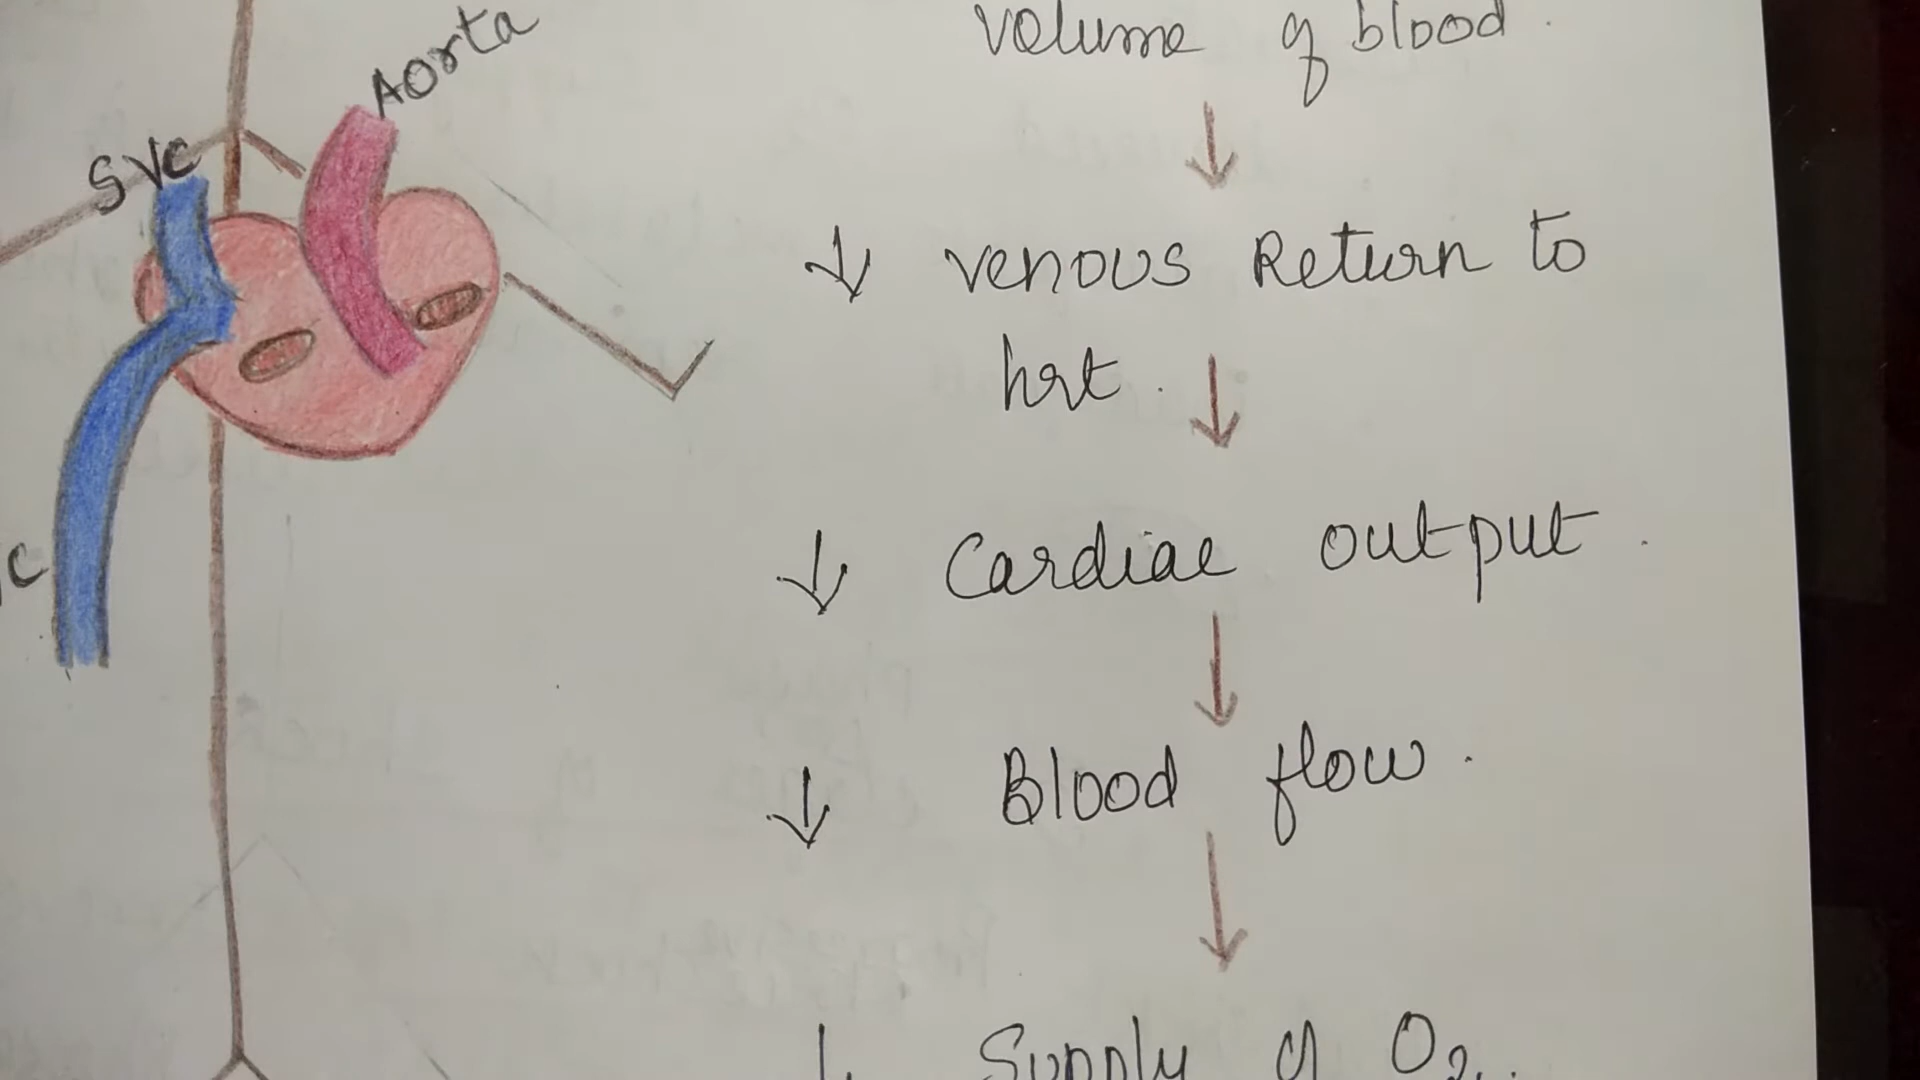 Volume of blood.
Aorta
SVC
↓ venous Return to
hrt.
↓
↓ Cardiac output.
↓
C
↓ Blood flow.
↓
↓ Supply of O2.